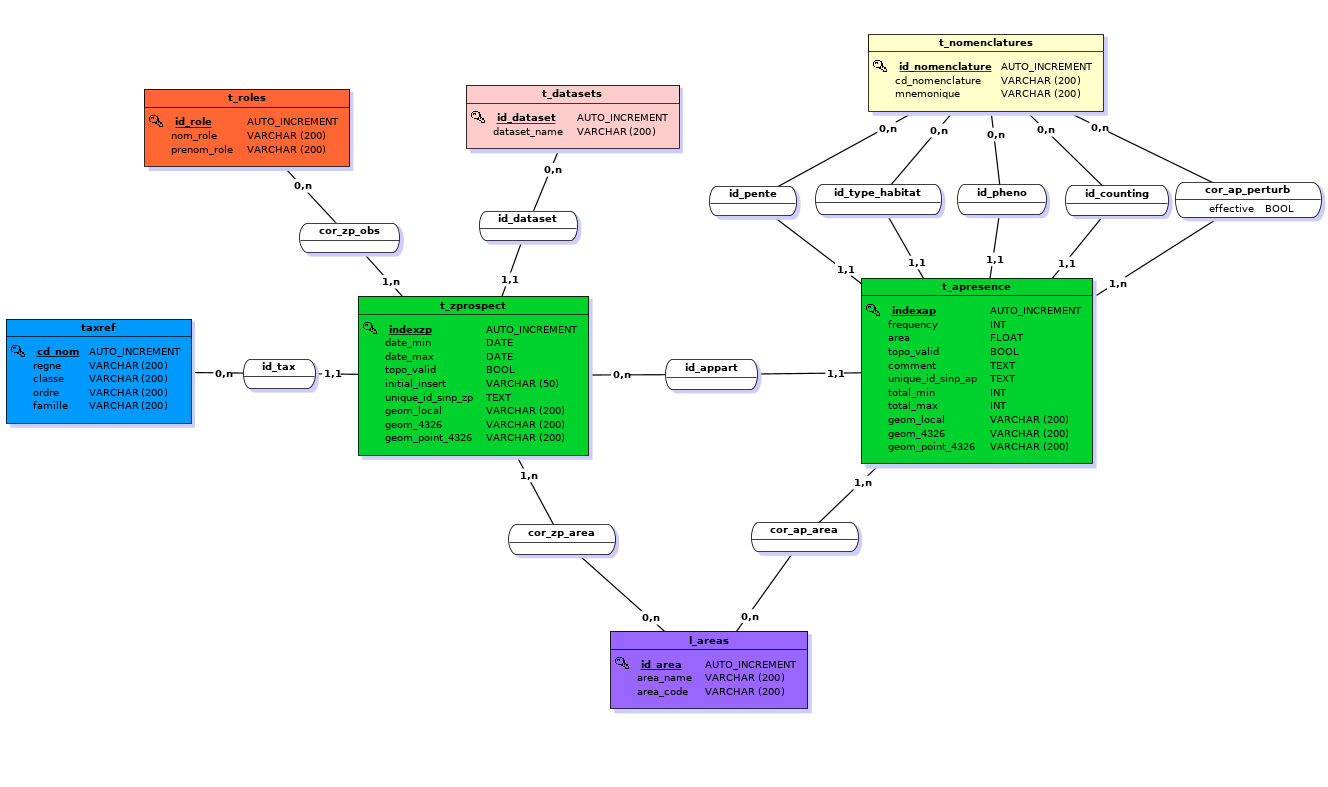 t_nomenclatures
id_nomenclature AUTO_INCREMENT
cd_nomenclature VARCHAR (200)
mnemonique VARCHAR (200)
t_roles
id_role AUTO_INCREMENT
nom_role VARCHAR (200)
prenom_role VARCHAR (200)
t_datasets
id_dataset AUTO_INCREMENT
dataset_name VARCHAR (200)
0,n 0,n 0,n 0,n 0,n
0,n
0,n
id_pente
id_type_habitat
id_pheno
id_counting
cor_ap_perturb
effective BOOL
cor_zp_obs
id_dataset
1,n
1,1
1,1 1,1 1,1 1,1 1,n
t_zprospect
indexzp AUTO_INCREMENT
date_min DATE
date_max DATE
topo_valid BOOL
initial_insert VARCHAR (50)
unique_id_sinp_zp TEXT
geom_local VARCHAR (200)
geom_4326 VARCHAR (200)
geom_point_4326 VARCHAR (200)
t_apresence
indexap AUTO_INCREMENT
frequency INT
area FLOAT
topo_valid BOOL
comment TEXT
unique_id_sinp_ap TEXT
total_min INT
total_max INT
geom_local VARCHAR (200)
geom_4326 VARCHAR (200)
geom_point_4326 VARCHAR (200)
taxref
cd_nom AUTO_INCREMENT
regne VARCHAR (200)
classe VARCHAR (200)
ordre VARCHAR (200)
famille VARCHAR (200)
0,n id_tax 1,1
0,n id_appart 1,1
1,n
1,n
cor_zp_area
cor_ap_area
0,n
0,n
l_areas
id_area AUTO_INCREMENT
area_name VARCHAR (200)
area_code VARCHAR (200)